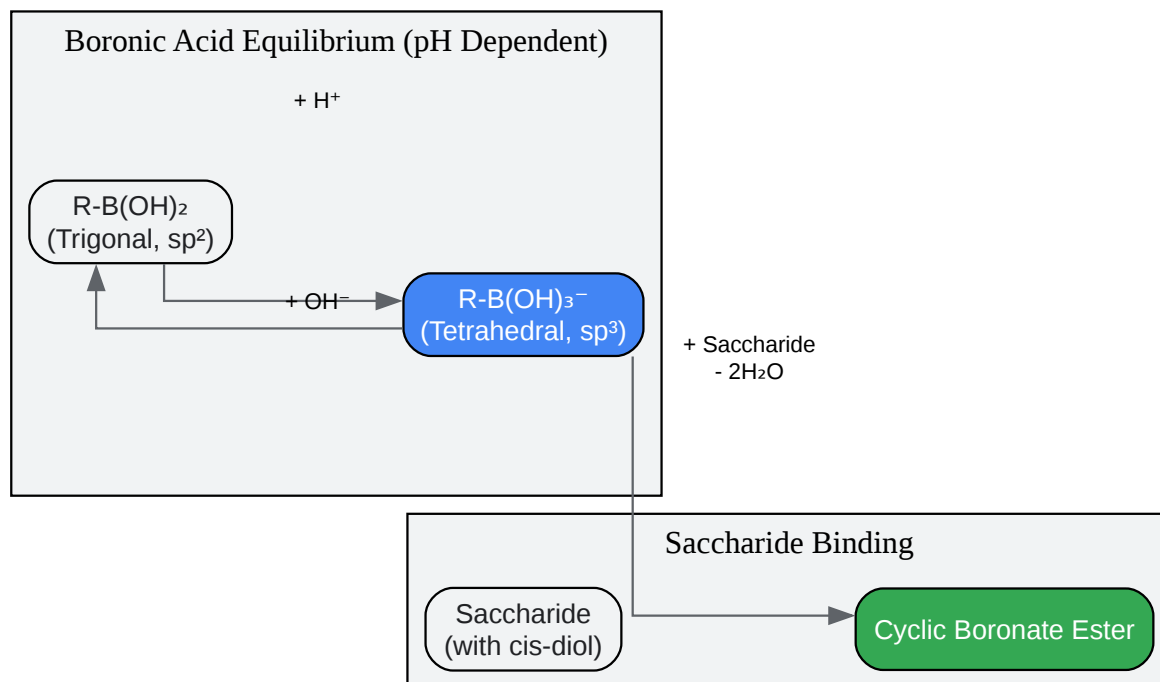 Boronic Acid Equilibrium (pH Dependent)
+ H⁺
R-B(OH)₂
(Trigonal, sp²)
+ OH⁻
R-B(OH)₃⁻
(Tetrahedral, sp³)
+ Saccharide
- 2H₂O
Saccharide Binding
Saccharide
(with cis-diol)
Cyclic Boronate Ester